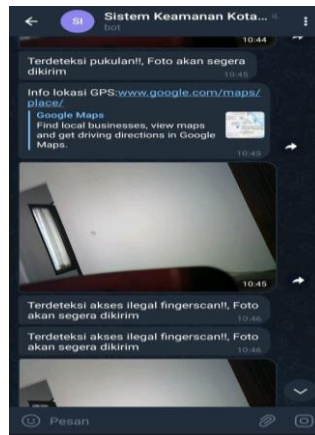 SI
Sistem Keamanan Kota...
bot
10:44
Terdeteksi pukulan!!, Foto akan segera
dikirim
10:45
Info lokasi GPS:www.google.com/maps/
place/
Google Maps
Find local businesses, view maps
and get driving directions in Google
Maps.
10:45
10:45
Terdeteksi akses ilegal fingerscan!!, Foto
akan segera dikirim
10:46
Terdeteksi akses ilegal fingerscan!!, Foto
akan segera dikirim
10:46
Pesan